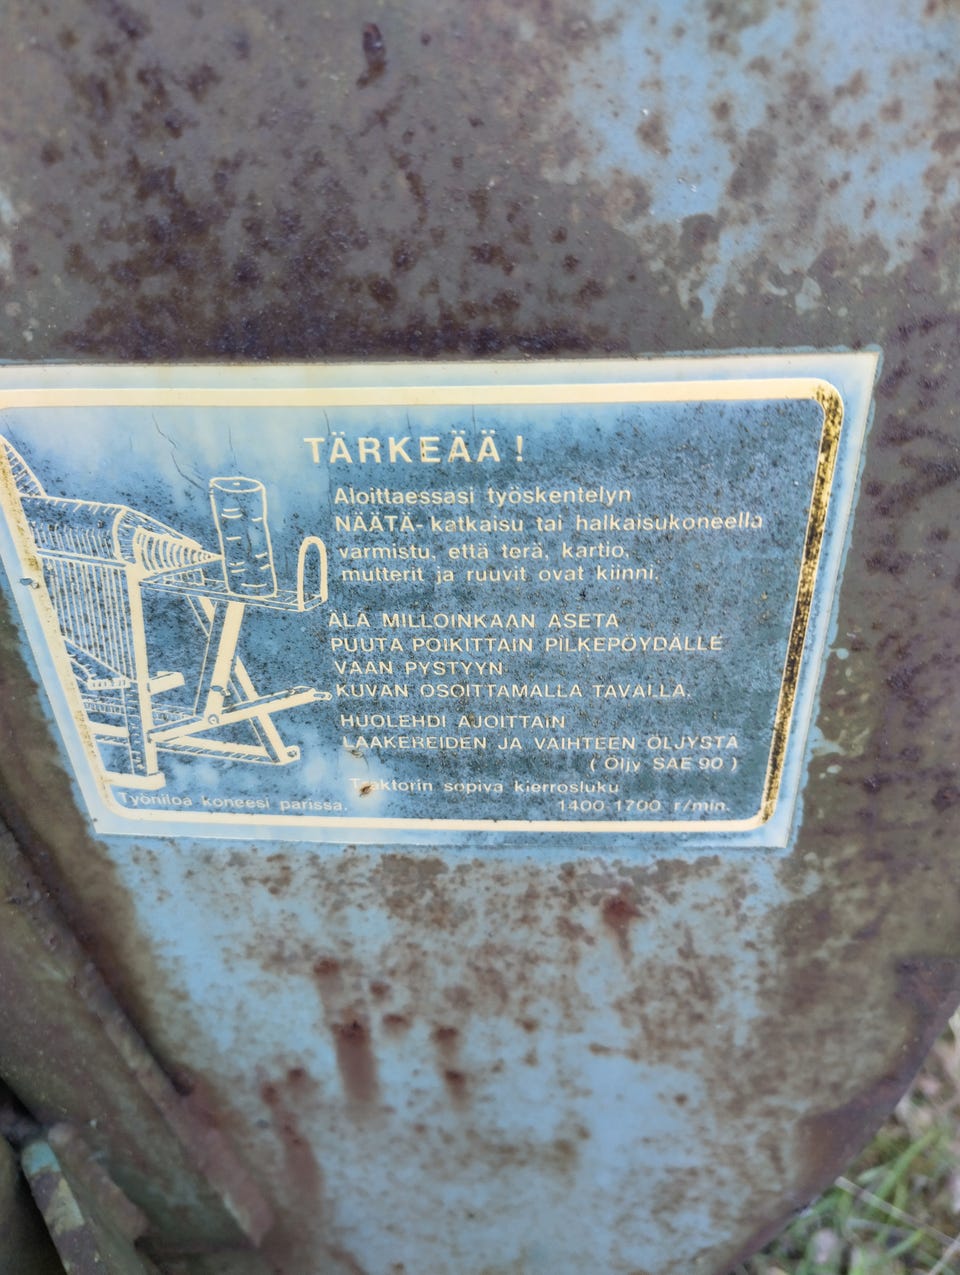 TÄRKEÄÄ!
Aloittaessasi työskentelyn
NÄÄTÄ-katkaisu tai halkaisukoneella
varmistu, että terä, kartio,
mutterit ja ruuvit ovat kiinni.
ÄLÄ MILLOINKAAN ASETA
PUUTA POIKITTAIN PILKEPÖYDÄLLE
VAAN PYSTYYN
KUVAN OSOITTAMALLA TAVALLA.
HUOLEHDI AJOITTAIN
LAAKEREIDEN JA VAIHTEEN ÖLJYSTÄ
(Öljy SAE 90)
Traktorin sopiva kierrosluku
1400-1700 r/min.
Työniloa koneesi parissa.